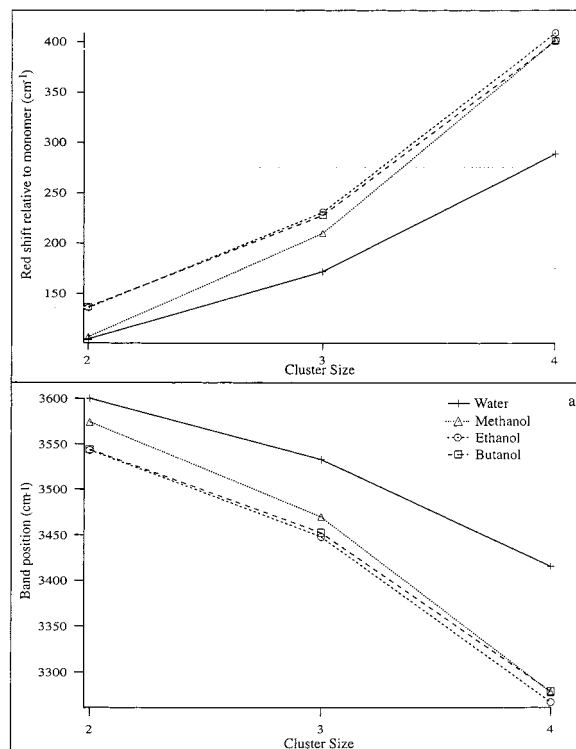 Red shift relative to monomer (cm-1)
400
350
300
250
200
150
2
3
4
Cluster Size
a
Water
Methanol
Ethanol
Butanol
Band position (cm-1)
3600
3550
3500
3450
3400
3350
3300
2
3
4
Cluster Size